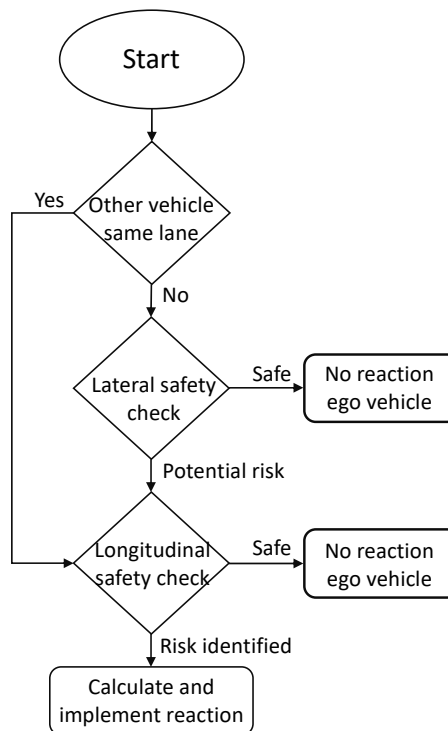 Start
Yes
Other vehicle
same lane
No
Lateral safety
check
Safe
No reaction
ego vehicle
Potential risk
Longitudinal
safety check
Safe
No reaction
ego vehicle
Risk identified
Calculate and
implement reaction